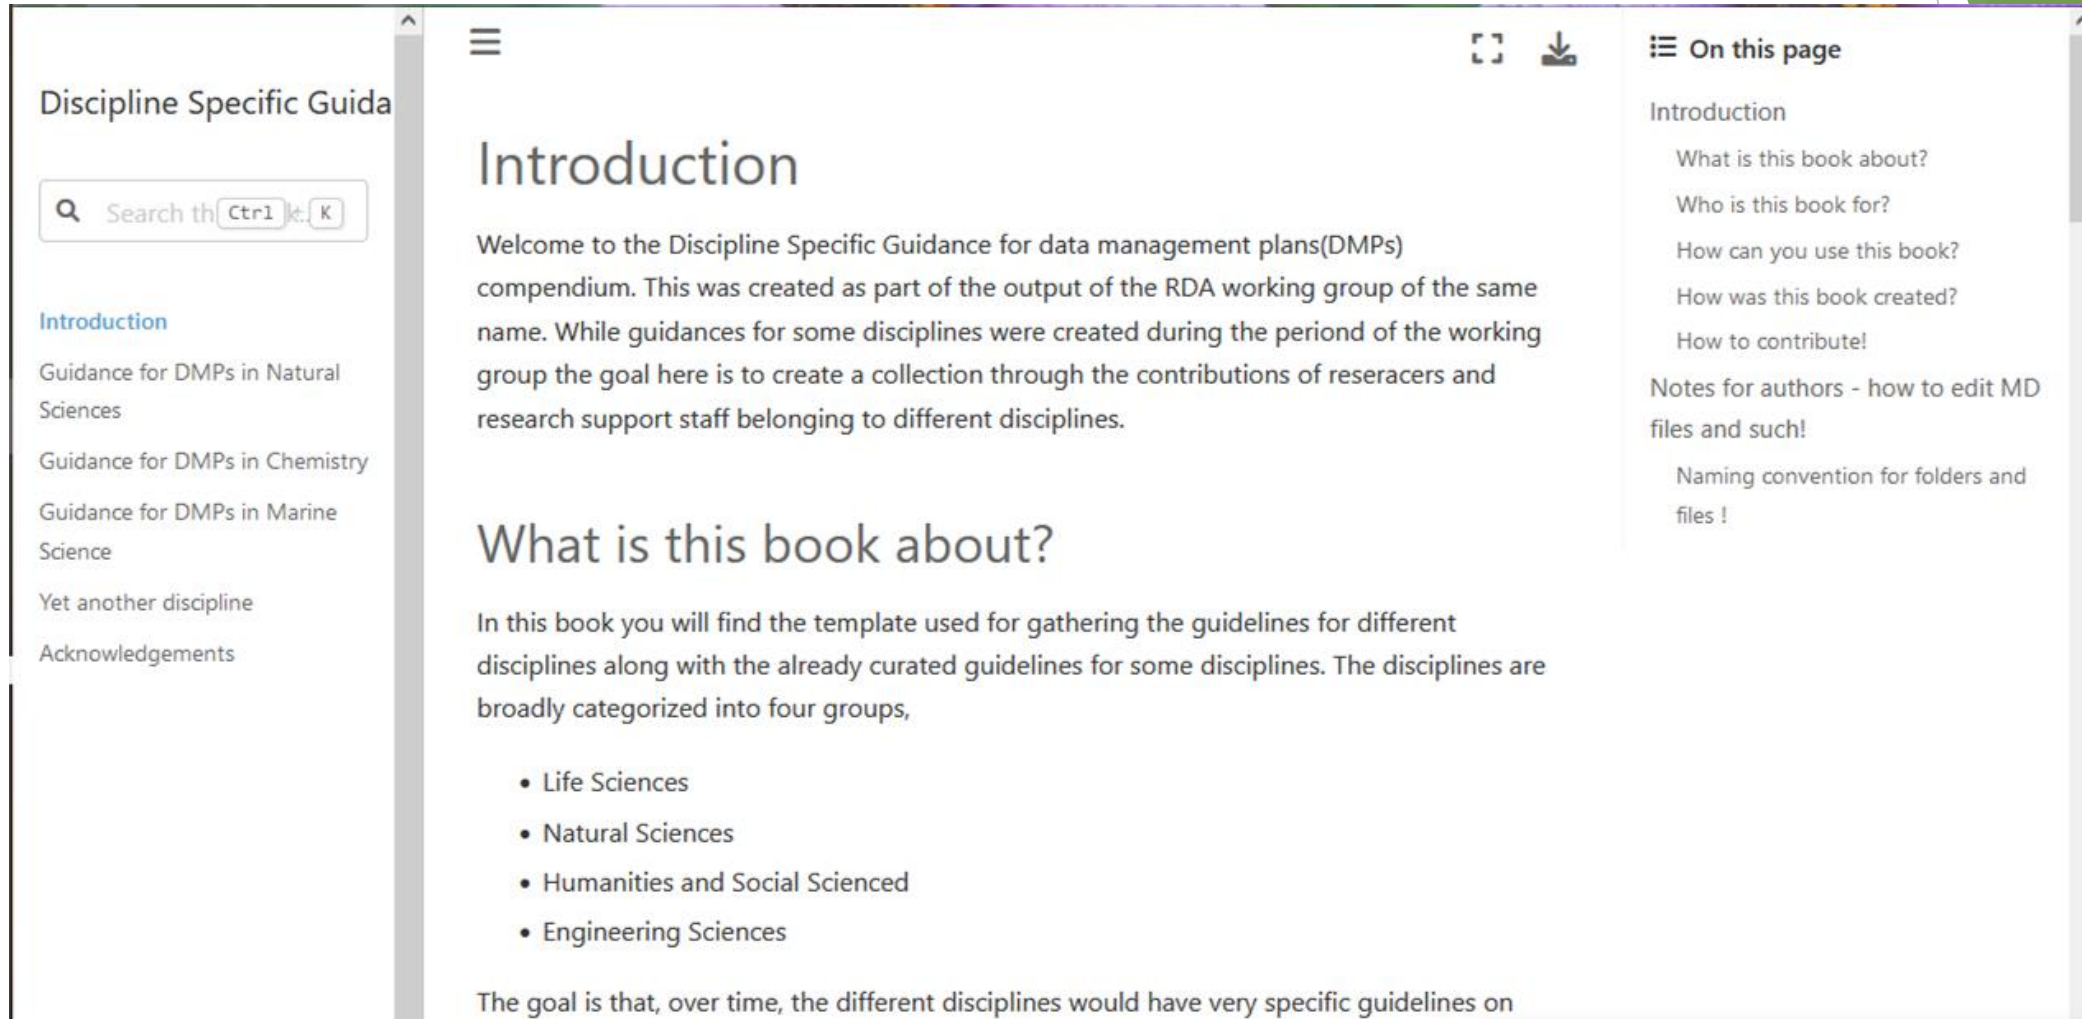 Discipline Specific Guida
Search th Ctrl k. K
Introduction
Guidance for DMPs in Natural
Sciences
Guidance for DMPs in Chemistry
Guidance for DMPs in Marine
Science
Yet another discipline
Acknowledgements
Introduction
Welcome to the Discipline Specific Guidance for data management plans(DMPs)
compendium. This was created as part of the output of the RDA working group of the same
name. While guidances for some disciplines were created during the periond of the working
group the goal here is to create a collection through the contributions of reseracers and
research support staff belonging to different disciplines.
What is this book about?
In this book you will find the template used for gathering the guidelines for different
disciplines along with the already curated guidelines for some disciplines. The disciplines are
broadly categorized into four groups,
• Life Sciences
• Natural Sciences
• Humanities and Social Scienced
• Engineering Sciences
The goal is that, over time, the different disciplines would have very specific guidelines on
On this page
Introduction
What is this book about?
Who is this book for?
How can you use this book?
How was this book created?
How to contribute!
Notes for authors - how to edit MD
files and such!
Naming convention for folders and
files !